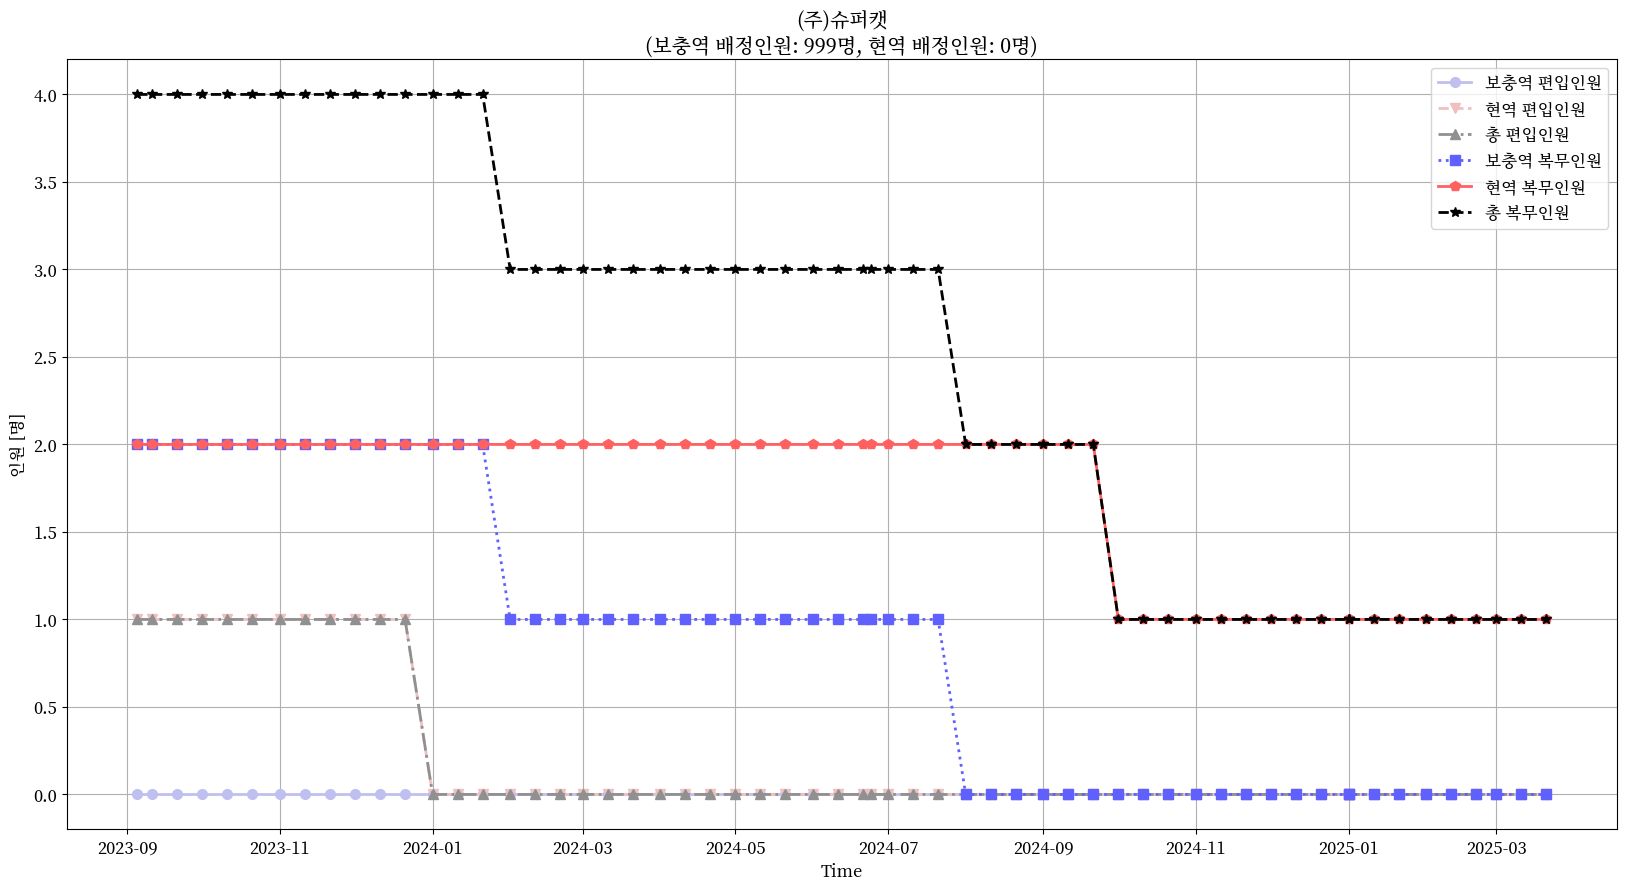 (주)슈퍼캣
(보충역 배정인원: 999명, 현역 배정인원: 0명)
보충역 편입인원
현역 편입인원
총 편입인원
보충역 복무인원
현역 복무인원
총 복무인원
4.0
3.5
3.0
2.5
2.0
1.5
1.0
0.5
0.0
인원 [명]
2023-09 2023-11 2024-01 2024-03 2024-05 2024-07 2024-09 2024-11 2025-01 2025-03
Time